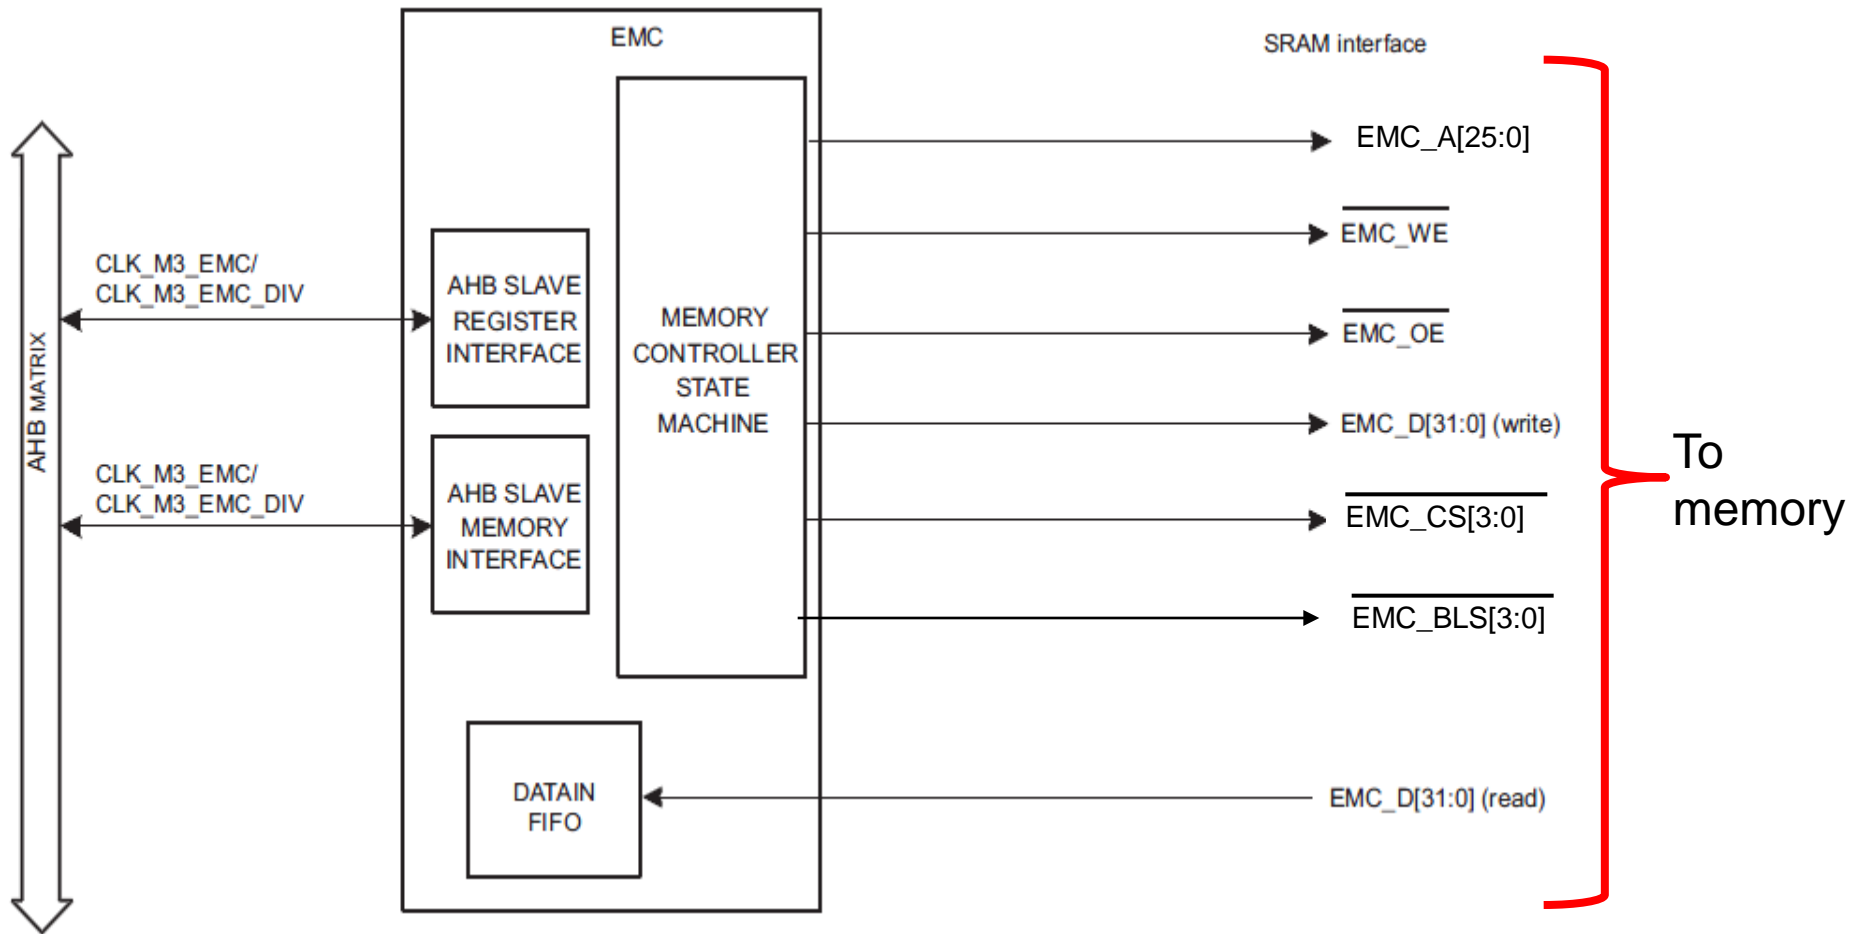 EMC
SRAM interface
EMC_A[25:0]
EMC_WE
CLK_M3_EMC/
CLK_M3_EMC_DIV
AHB SLAVE
REGISTER
INTERFACE
MEMORY
CONTROLLER
STATE
MACHINE
EMC_OE
AHB MATRIX
EMC_D[31:0] (write)
To
memory
CLK_M3_EMC/
CLK_M3_EMC_DIV
AHB SLAVE
MEMORY
INTERFACE
EMC_CS[3:0]
EMC_BLS[3:0]
DATAIN
FIFO
EMC_D[31:0] (read)